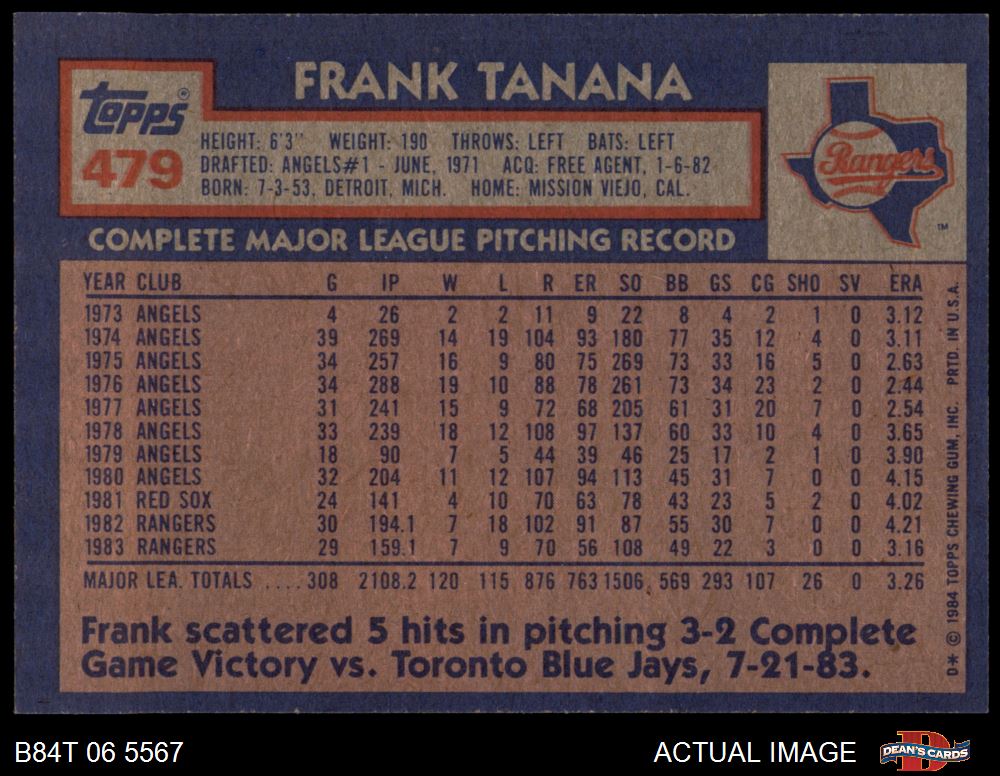 FRANK TANANA
Topps®
479
HEIGHT: 6'3" WEIGHT: 190 THROWS: LEFT BATS: LEFT
DRAFTED: ANGELS#1 - JUNE, 1971 ACQ: FREE AGENT, 1-6-82
BORN: 7-3-53, DETROIT, MICH. HOME: MISSION VIEJO, CAL.
Rangers
TM
COMPLETE MAJOR LEAGUE PITCHING RECORD
YEAR CLUB G IP W L R ER SO BB GS CG SHO SV ERA
1973 ANGELS 4 26 2 2 11 9 22 8 4 2 1 0 3.12
1974 ANGELS 39 269 14 19 104 93 180 77 35 12 4 0 3.11
1975 ANGELS 34 257 16 9 80 75 269 73 33 16 5 0 2.63
1976 ANGELS 34 288 19 10 88 78 261 73 34 23 2 0 2.44
1977 ANGELS 31 241 15 9 72 68 205 61 31 20 7 0 2.54
1978 ANGELS 33 239 18 12 108 97 137 60 33 10 4 0 3.65
1979 ANGELS 18 90 7 5 44 39 46 25 17 2 1 0 3.90
1980 ANGELS 32 204 11 12 107 94 113 45 31 7 0 0 4.15
1981 RED SOX 24 141 4 10 70 63 78 43 23 5 2 0 4.02
1982 RANGERS 30 194.1 7 18 102 91 87 55 30 7 0 0 4.21
1983 RANGERS 29 159.1 7 9 70 56 108 49 22 3 0 0 3.16
MAJOR LEA. TOTALS .... 308 2108.2 120 115 876 763 1506 569 293 107 26 0 3.26
Frank scattered 5 hits in pitching 3-2 Complete
Game Victory vs. Toronto Blue Jays, 7-21-83.
D* © 1984 TOPPS CHEWING GUM, INC. PRTD. IN U.S.A.
B84T 06 5567
ACTUAL IMAGE
DEAN'S CARDS